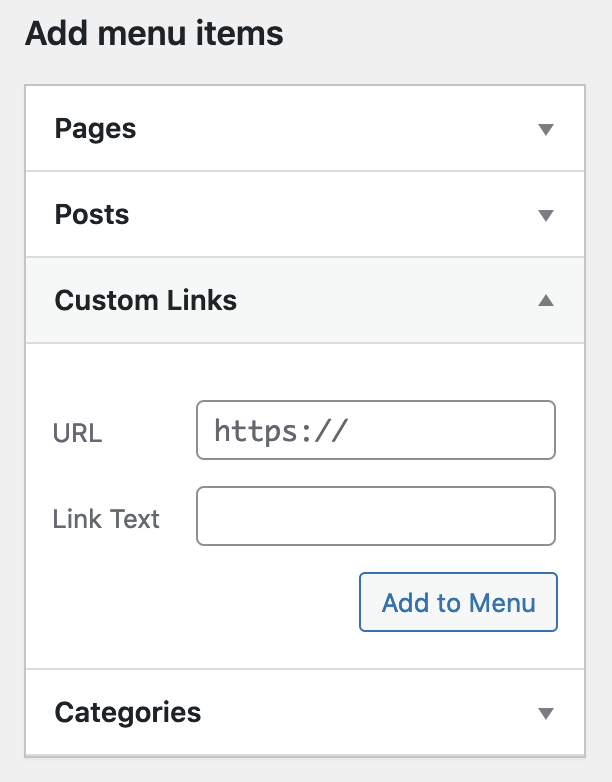 Add menu items
Pages
Posts
Custom Links
URL
https://
Link Text
Add to Menu
Categories